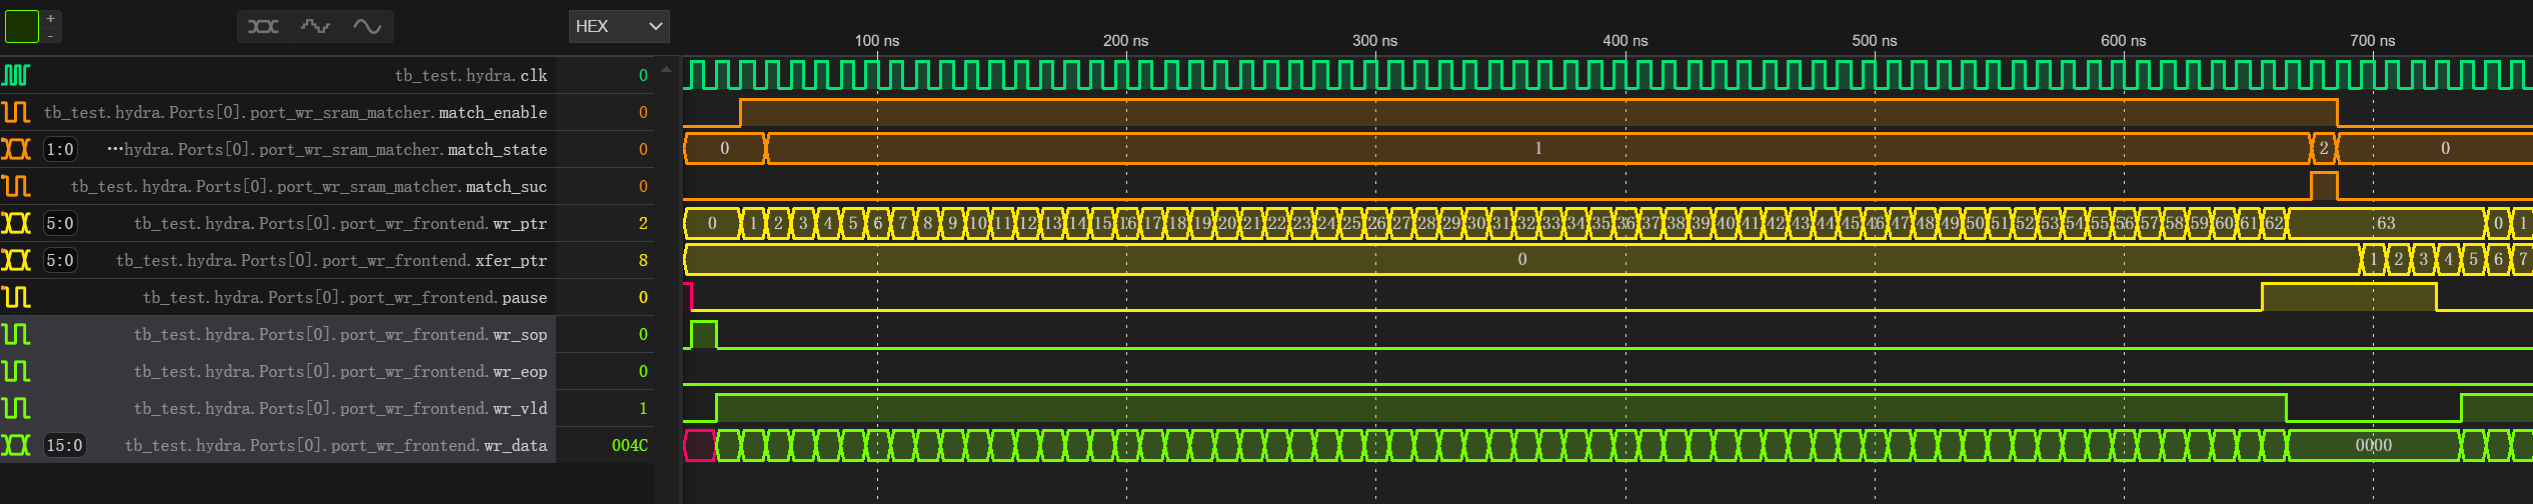 +
-
HEX
100 ns 200 ns 300 ns 400 ns 500 ns 600 ns 700 ns
tb_test.hydra.clk 0
tb_test.hydra.Ports[0].port_wr_sram_matcher.match_enable 0
1:0 ···hydra.Ports[0].port_wr_sram_matcher.match_state 0 0 1 2 0
tb_test.hydra.Ports[0].port_wr_sram_matcher.match_suc 0
5:0 tb_test.hydra.Ports[0].port_wr_frontend.wr_ptr 2 0 1 2 3 4 5 6 7 8 9 10 11 12 13 14 15 16 17 18 19 20 21 22 23 24 25 26 27 28 29 30 31 32 33 34 35 36 37 38 39 40 41 42 43 44 45 46 47 48 49 50 51 52 53 54 55 56 57 58 59 60 61 62 63 0 1
5:0 tb_test.hydra.Ports[0].port_wr_frontend.xfer_ptr 8 0 1 2 3 4 5 6 7
tb_test.hydra.Ports[0].port_wr_frontend.pause 0
tb_test.hydra.Ports[0].port_wr_frontend.wr_sop 0
tb_test.hydra.Ports[0].port_wr_frontend.wr_eop 0
tb_test.hydra.Ports[0].port_wr_frontend.wr_vld 1
15:0 tb_test.hydra.Ports[0].port_wr_frontend.wr_data 004C 0000